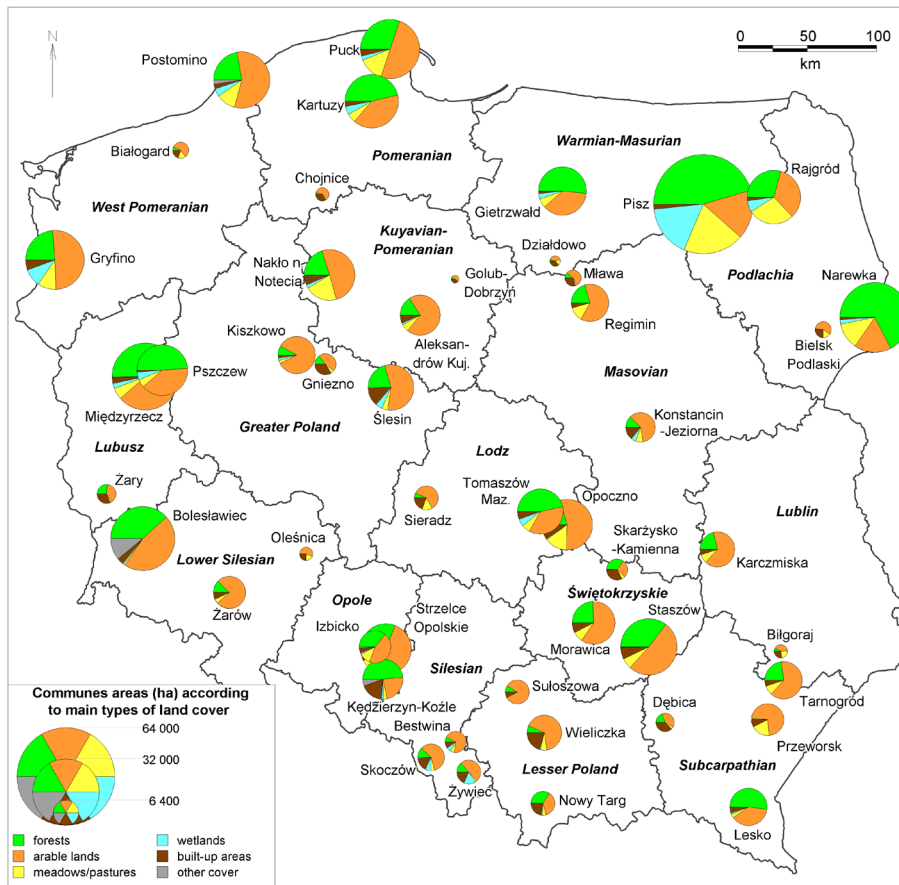 N
0 50 100
km
Puck
Postomino
Kartuzy
Warmian-Masurian
Białogard
Pomeranian
Rajgród
Chojnice
Pisz
West Pomeranian
Gietrzwałd
Kuyavian-
Pomeranian
Działdowo
Podlachia
Gryfino
Nakło n.
Notecią
Golub-
Dobrzyń
Mława
Narewka
Kiszkowo
Regimin
Aleksan-
drów Kuj.
Bielsk
Podlaski
Pszczew
Gniezno
Masovian
Ślesin
Międzyrzecz
Greater Poland
Konstancin
-Jeziorna
Lubusz
Lodz
Żary
Tomaszów
Maz.
Opoczno
Bolesławiec
Sieradz
Lublin
Skarżysko
-Kamienna
Oleśnica
Lower Silesian
Karczmiska
Żarów
Opole
Strzelce
Opolskie
Świętokrzyskie
Staszów
Izbicko
Silesian
Morawica
Biłgoraj
Kędzierzyn-Koźle
Sułoszowa
Tarnogród
Bestwina
Wieliczka
Dębica
Przeworsk
Skoczów
Żywiec
Lesser Poland
Subcarpathian
Nowy Targ
Lesko
Communes areas (ha) according
to main types of land cover
64 000
32 000
6 400
forests
wetlands
arable lands
built-up areas
meadows/pastures
other cover